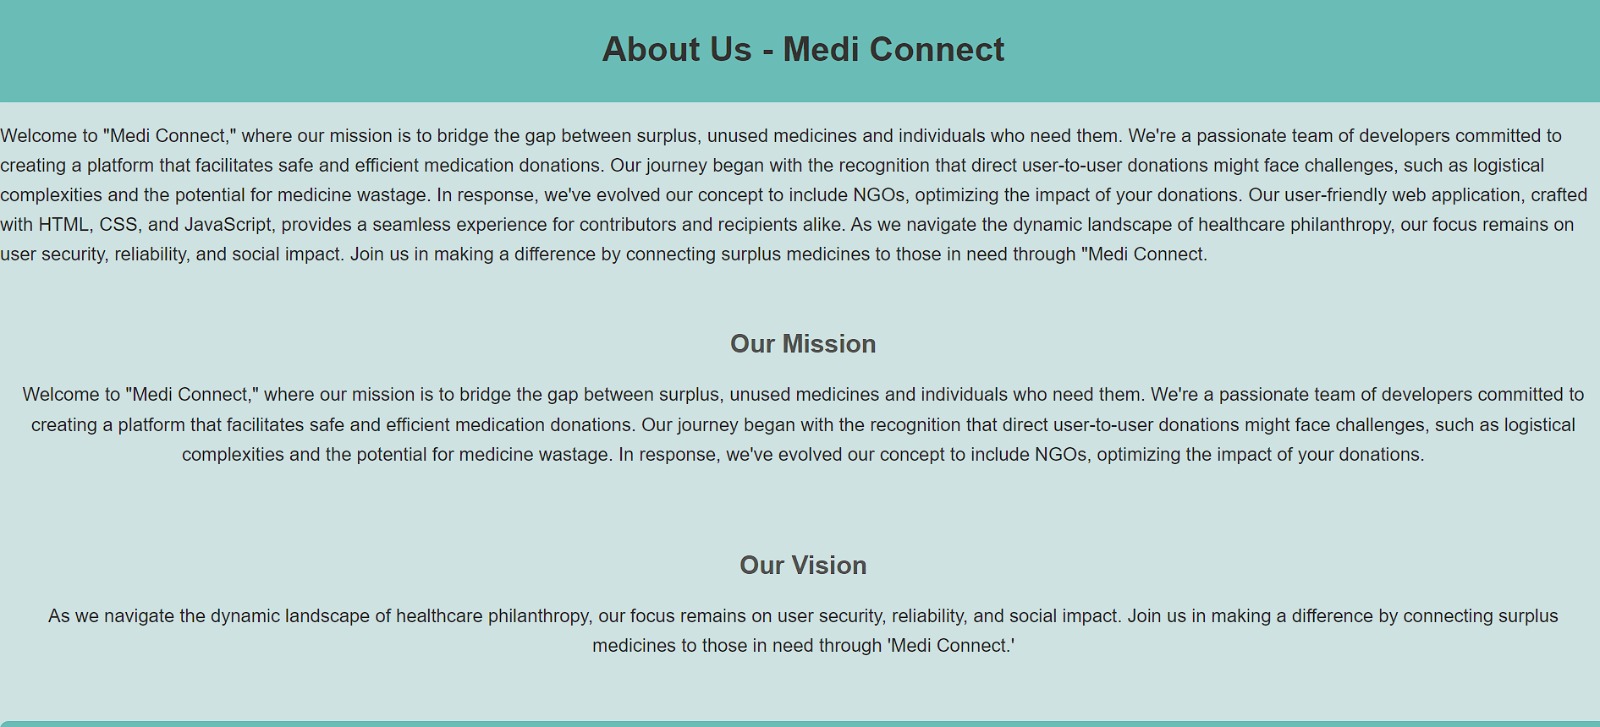 About Us - Medi Connect
Welcome to "Medi Connect," where our mission is to bridge the gap between surplus, unused medicines and individuals who need them. We're a passionate team of developers committed to
creating a platform that facilitates safe and efficient medication donations. Our journey began with the recognition that direct user-to-user donations might face challenges, such as logistical
complexities and the potential for medicine wastage. In response, we've evolved our concept to include NGOs, optimizing the impact of your donations. Our user-friendly web application, crafted
with HTML, CSS, and JavaScript, provides a seamless experience for contributors and recipients alike. As we navigate the dynamic landscape of healthcare philanthropy, our focus remains on
user security, reliability, and social impact. Join us in making a difference by connecting surplus medicines to those in need through "Medi Connect.
Our Mission
Welcome to "Medi Connect," where our mission is to bridge the gap between surplus, unused medicines and individuals who need them. We're a passionate team of developers committed to
creating a platform that facilitates safe and efficient medication donations. Our journey began with the recognition that direct user-to-user donations might face challenges, such as logistical
complexities and the potential for medicine wastage. In response, we've evolved our concept to include NGOs, optimizing the impact of your donations.
Our Vision
As we navigate the dynamic landscape of healthcare philanthropy, our focus remains on user security, reliability, and social impact. Join us in making a difference by connecting surplus
medicines to those in need through 'Medi Connect.'